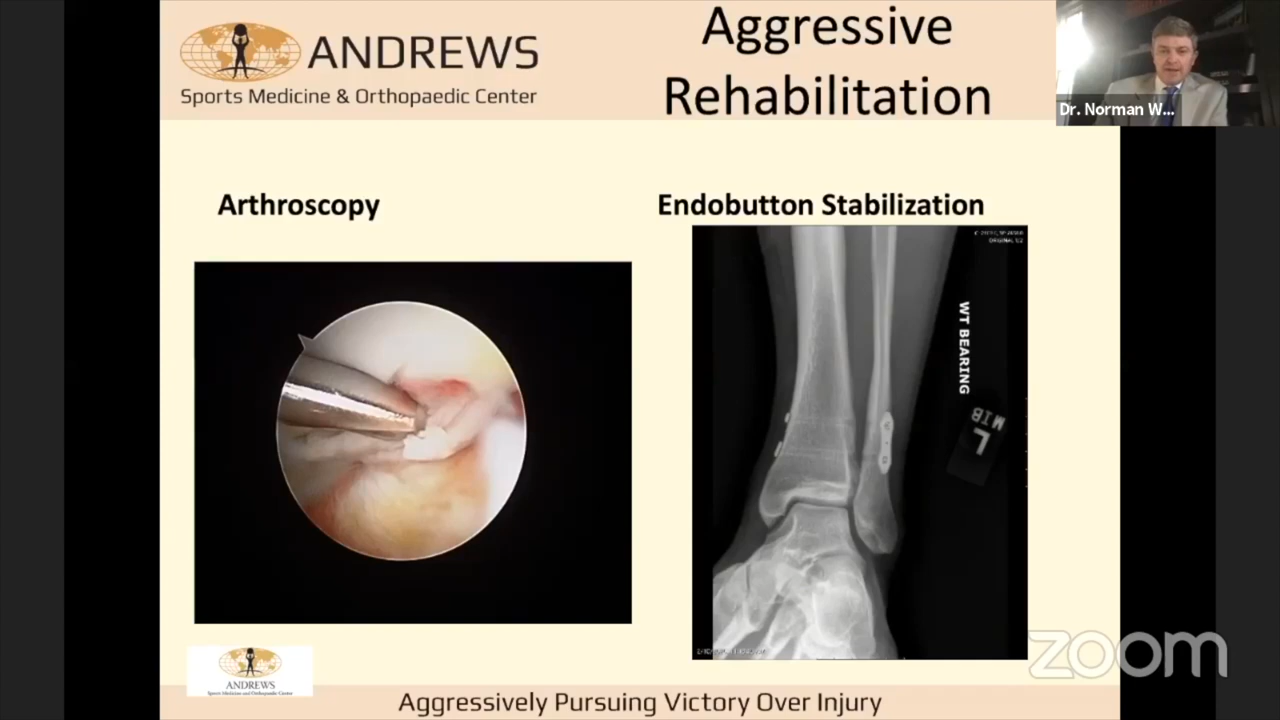 ANDREWS
Sports Medicine & Orthopaedic Center
Aggressive
Rehabilitation
Dr. Norman W...
Arthroscopy
Endobutton Stabilization
WT BEARING
MIB
L
ANDREWS
Sports Medicine and Orthopaedic Center
zoom
Aggressively Pursuing Victory Over Injury